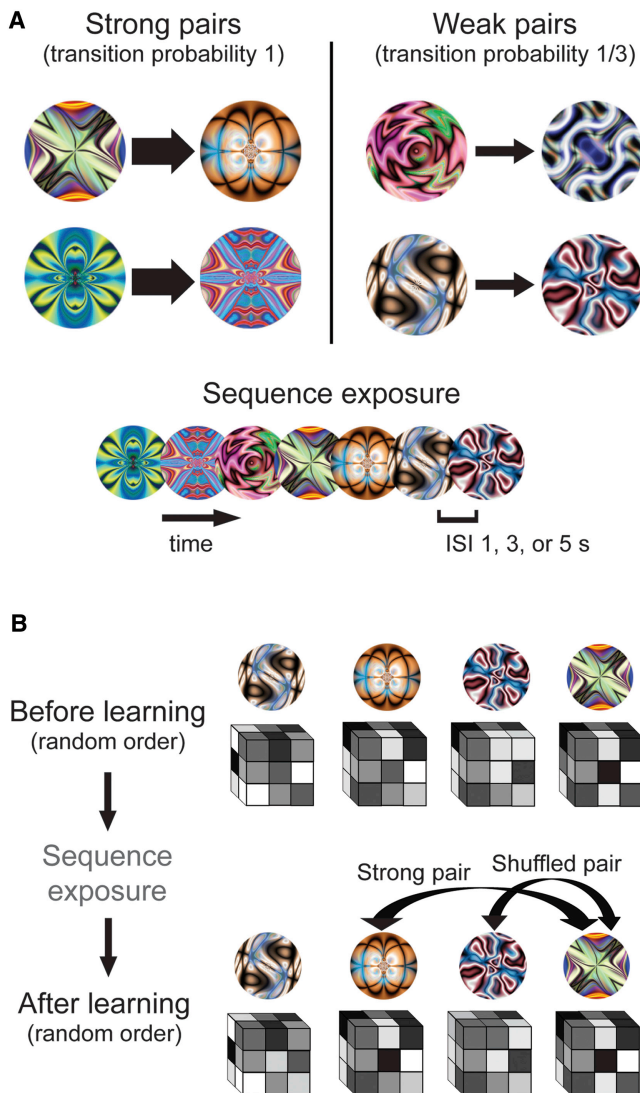 A
Strong pairs
(transition probability 1)
Weak pairs
(transition probability 1/3)
Sequence exposure
time
ISI 1, 3, or 5 s
B
Before learning
(random order)
Sequence
exposure
Strong pair
Shuffled pair
After learning
(random order)